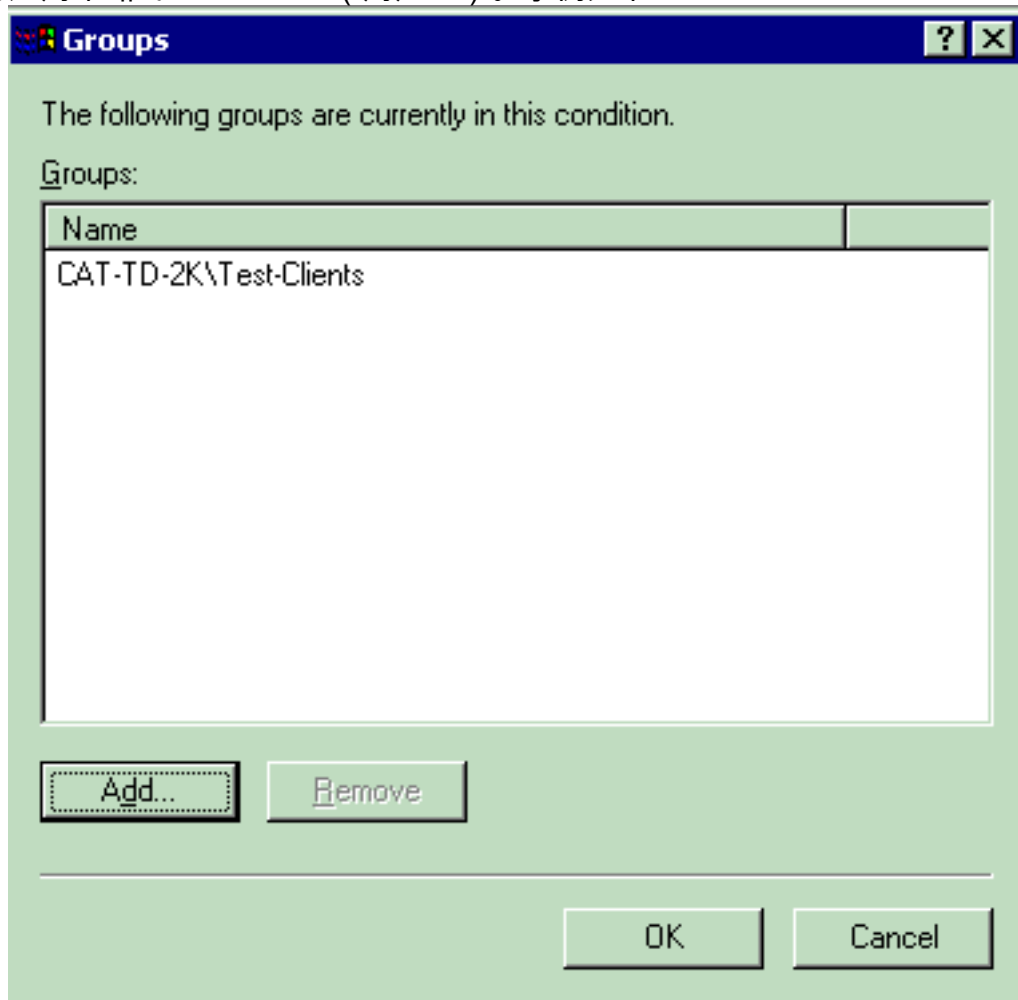 Groups
The following groups are currently in this condition.
Groups:
Name
CAT-TD-2K\Test-Clients
Add...
Remove
OK
Cancel